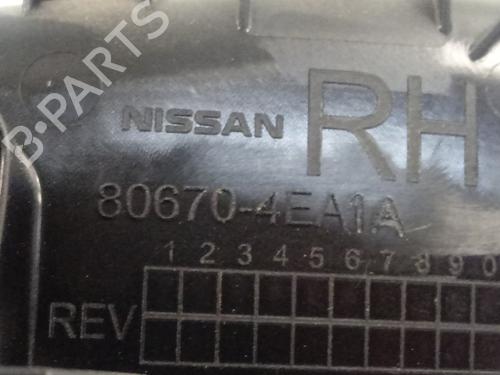 B-PARTS
NISSAN RH
80670-4EA1A
1 2 3 4 5 6 7 8 9 0
REV